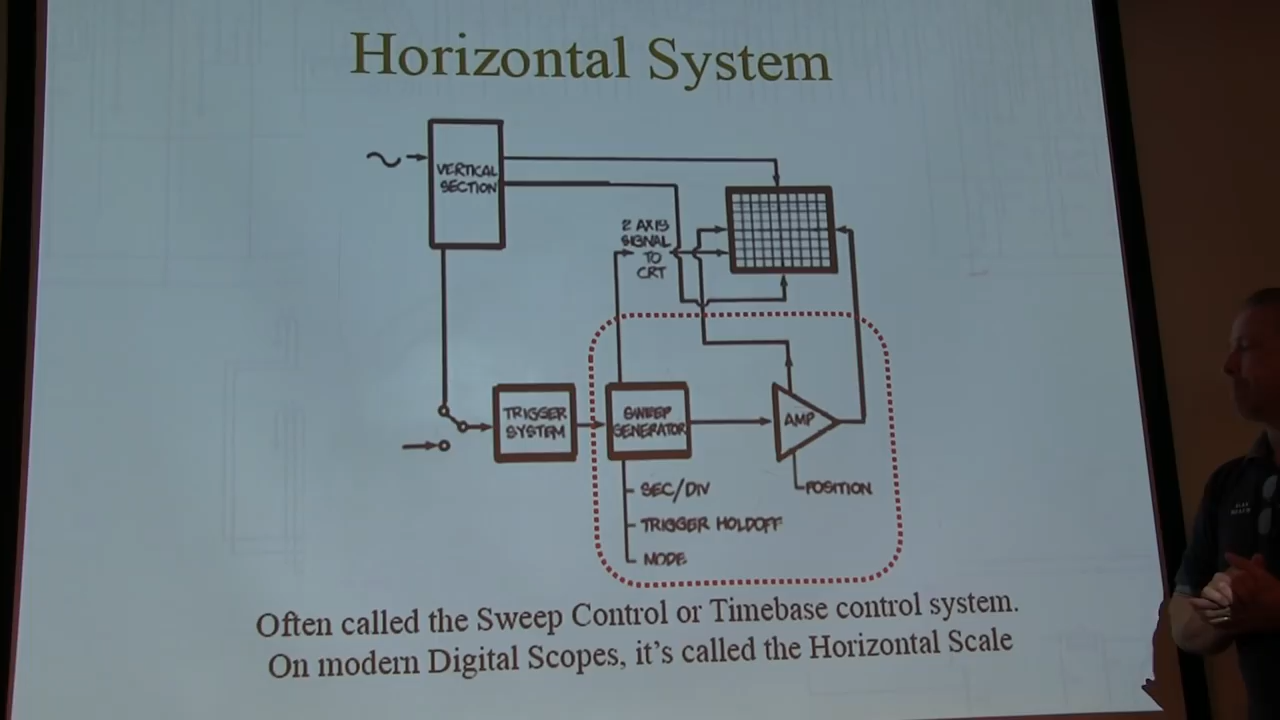 Horizontal System
VERTICAL
SECTION
Z AXIS
SIGNAL
TO
CRT
TRIGGER
SYSTEM
SWEEP
GENERATOR
AMP
POSITION
SEC/DIV
TRIGGER HOLDOFF
MODE
Often called the Sweep Control or Timebase control system.
On modern Digital Scopes, it's called the Horizontal Scale